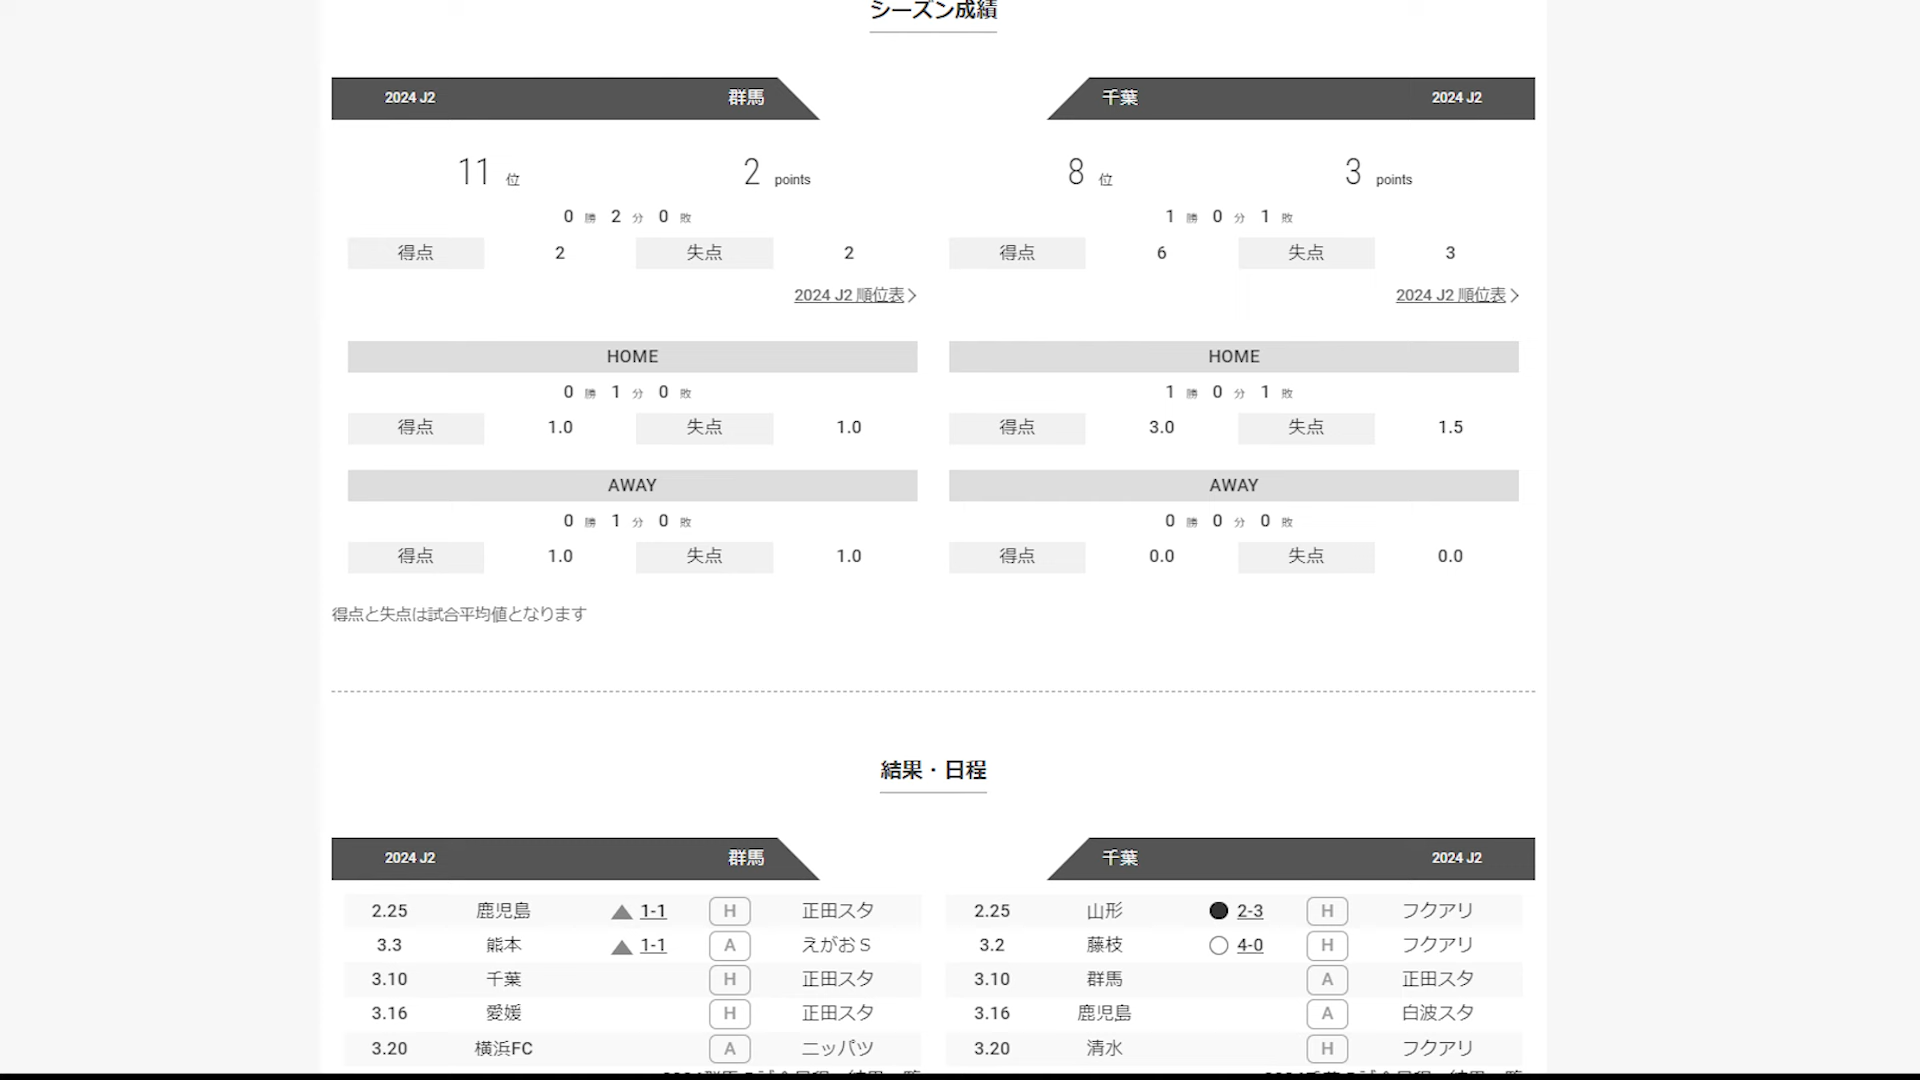 シーズン成績
2024 J2 群馬 千葉 2024 J2
11 位 2 points 8 位 3 points
0 勝 2 分 0 敗 1 勝 0 分 1 敗
得点 2 失点 2 得点 6 失点 3
2024 J2 順位表 2024 J2 順位表
HOME HOME
0 勝 1 分 0 敗 1 勝 0 分 1 敗
得点 1.0 失点 1.0 得点 3.0 失点 1.5
AWAY AWAY
0 勝 1 分 0 敗 0 勝 0 分 0 敗
得点 1.0 失点 1.0 得点 0.0 失点 0.0
得点と失点は試合平均値となります
結果・日程
2024 J2 群馬 千葉 2024 J2
2.25 鹿児島 ▲ 1-1 H 正田スタ 2.25 山形 ● 2-3 H フクアリ
3.3 熊本 ▲ 1-1 A えがおS 3.2 藤枝 ○ 4-0 H フクアリ
3.10 千葉 H 正田スタ 3.10 群馬 A 正田スタ
3.16 愛媛 H 正田スタ 3.16 鹿児島 A 白波スタ
3.20 横浜FC A ニッパツ 3.20 清水 H フクアリ